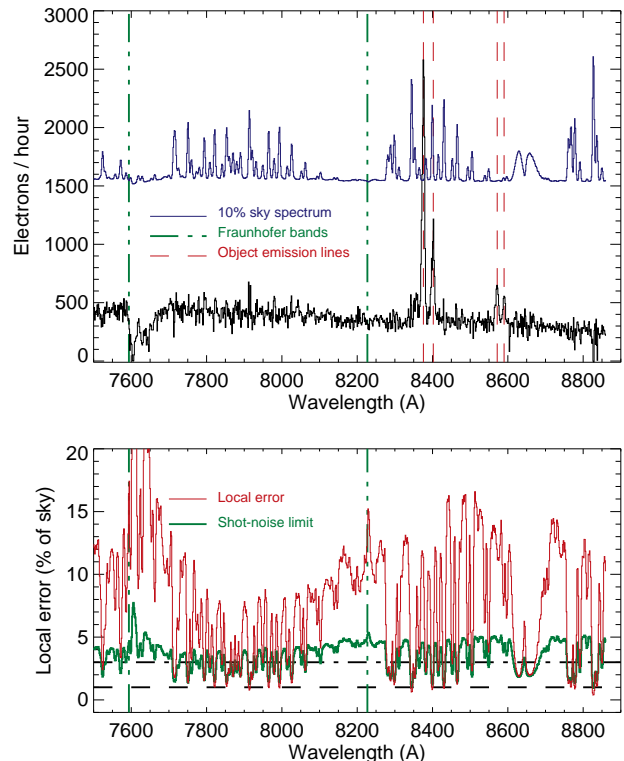 3000
2500
2000
1500
1000
500
0
Electrons / hour
10% sky spectrum
Fraunhofer bands
Object emission lines
7600 7800 8000 8200 8400 8600 8800
Wavelength (A)
20
15
10
5
0
Local error (% of sky)
Local error
Shot-noise limit
7600 7800 8000 8200 8400 8600 8800
Wavelength (A)